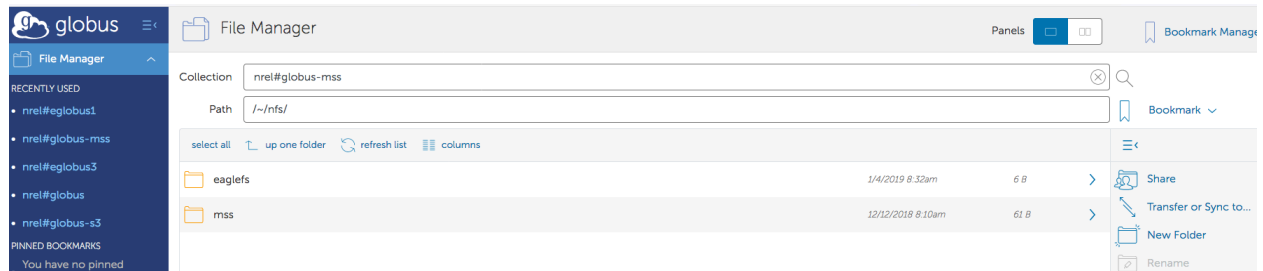 globus
File Manager
Panels
Bookmark Manage
File Manager
Collection
nrel#globus-mss
RECENTLY USED
Path
/~/nfs/
Bookmark
nrel#eglobus1
nrel#globus-mss
select all
up one folder
refresh list
columns
nrel#eglobus3
eaglefs
1/4/2019 8:32am
6 B
Share
nrel#globus
mss
12/12/2018 8:10am
61 B
Transfer or Sync to...
nrel#globus-s3
New Folder
PINNED BOOKMARKS
You have no pinned
Rename